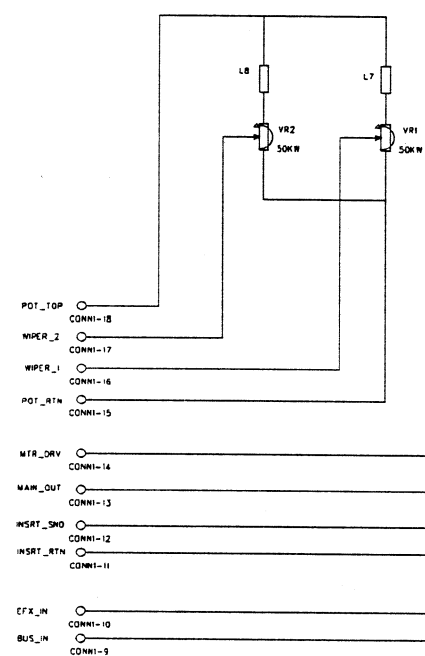 L8
L7
VR2
50KW
VR1
50KW
POT_TOP
CONN1-18
WIPER_2
CONN1-17
WIPER_1
CONN1-16
POT_RTN
CONN1-15
MTR_DRV
CONN1-14
MAIN_OUT
CONN1-13
INSRT_SND
CONN1-12
INSRT_RTN
CONN1-11
EFX_IN
CONN1-10
BUS_IN
CONN1-9